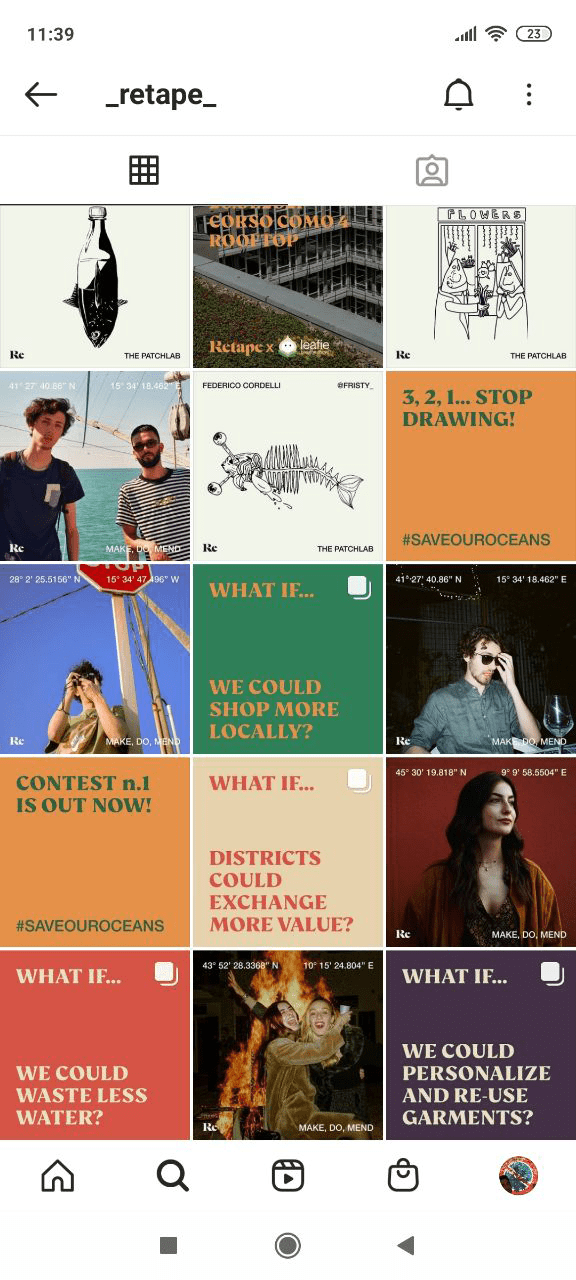 11:39
23
_retape_
Re
THE PATCHLAB
CORSO COMO 4
ROOFTOP
Retape x leafie
FLOWERS
Re
THE PATCHLAB
41° 27' 40.86" N
15° 34' 18.462" E
Re
MAKE, DO, MEND
FEDERICO CORDELLI
@FRISTY_
Re
THE PATCHLAB
3, 2, 1... STOP
DRAWING!
#SAVEOUROCEANS
28° 2' 25.5156" N
15° 34' 47.496" W
STOP
Re
MAKE, DO, MEND
WHAT IF...
WE COULD
SHOP MORE
LOCALLY?
41° 27' 40.86" N
15° 34' 18.462" E
Re
MAKE, DO, MEND
CONTEST n.1
IS OUT NOW!
#SAVEOUROCEANS
WHAT IF...
DISTRICTS
COULD
EXCHANGE
MORE VALUE?
45° 30' 19.818" N
9° 9' 58.5504" E
Re
MAKE, DO, MEND
WHAT IF...
WE COULD
WASTE LESS
WATER?
43° 52' 28.3368" N
10° 15' 24.804" E
Re
MAKE, DO, MEND
WHAT IF...
WE COULD
PERSONALIZE
AND RE-USE
GARMENTS?